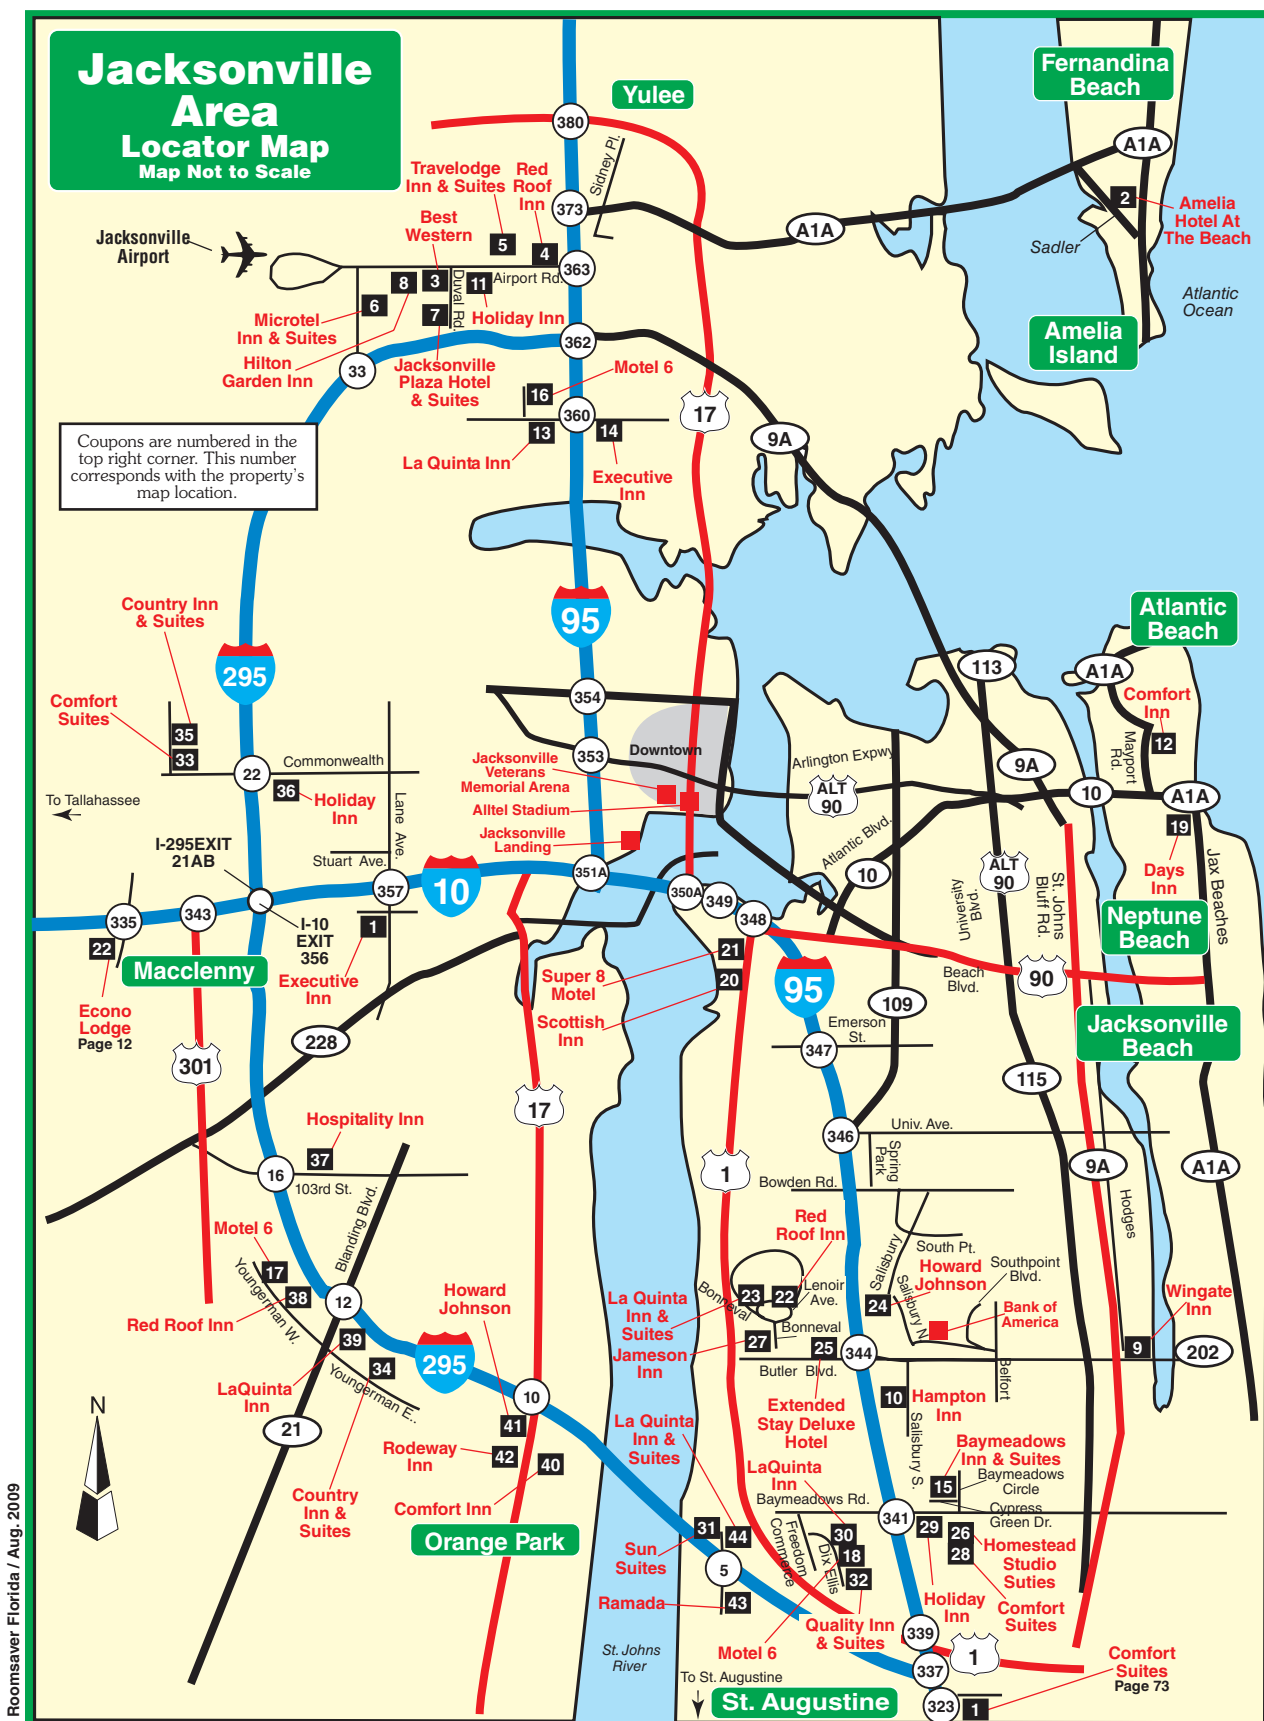 Jacksonville
Area
Locator Map
Map Not to Scale
Yulee
Fernandina
Beach
380
Sidney Pl.
A1A
Travelodge
Inn & Suites
Red
Roof
Inn
373
2
Amelia
Hotel At
The Beach
Best
Western
A1A
Sadler
Jacksonville
Airport
5
4
363
8
3
11
Airport Rd.
Duval Rd.
6
7
Holiday Inn
Atlantic
Ocean
Microtel
Inn & Suites
362
Amelia
Island
Hilton
Garden Inn
33
Jacksonville
Plaza Hotel
& Suites
Motel 6
16
17
360
13
14
9A
Coupons are numbered in the
top right corner. This number
corresponds with the property's
map location.
La Quinta Inn
Executive
Inn
95
Country Inn
& Suites
Atlantic
Beach
295
113
A1A
Comfort
Suites
354
Comfort
Inn
35
33
353
Downtown
12
Mayport
Rd.
Commonwealth
22
Jacksonville
Veterans
Memorial Arena
Arlington Expwy
9A
36
Holiday
Inn
To Tallahassee
ALT
90
10
A1A
Alltel Stadium
Lane Ave.
Jacksonville
Landing
Atlantic Blvd.
19
I-295EXIT
21AB
Stuart Ave.
Days
Inn
Jax Beaches
351A
10
357
10
350A
349
ALT
90
University
Blvd.
St. Johns
Bluff Rd.
335
343
348
Neptune
Beach
I-10
EXIT
356
1
22
Macclenny
21
Executive
Inn
Super 8
Motel
20
95
Beach
Blvd.
90
Econo
Lodge
Page 12
Scottish
Inn
109
Jacksonville
Beach
228
Emerson
St.
347
301
115
17
Hospitality Inn
346
Univ. Ave.
37
Spring
Park
16
103rd St.
1
Bowden Rd.
9A
A1A
Blanding Blvd.
Hodges
Motel 6
Red
Roof Inn
Salisbury
South Pt.
17
Youngerman W.
Howard
Johnson
Southpoint
Blvd.
38
12
Howard
Johnson
La Quinta
Inn &
Suites
Bonneval
23
22
Lenoir
Ave.
24
Salisbury N.
Bank of
America
Wingate
Inn
Red Roof Inn
39
Bonneval
27
25
344
9
202
34
295
Jameson
Inn
Butler Blvd.
Belfort
LaQuinta
Inn
Youngerman E..
10
10
Hampton
Inn
N
21
41
La Quinta
Inn &
Suites
Extended
Stay Deluxe
Hotel
Salisbury S.
Rodeway
Inn
42
40
Baymeadows
Inn & Suites
LaQuinta
Inn
15
Baymeadows
Circle
Country
Inn &
Suites
Comfort Inn
Baymeadows Rd.
Cypress
Green Dr.
341
Orange Park
31
44
Freedom
Commerce
Dix Ellis
30
29
26
Homestead
Studio
Suties
Sun
Suites
18
28
5
32
Ramada
43
Holiday
Inn
Comfort
Suites
Quality Inn
& Suites
339
Motel 6
1
St. Johns
River
337
Comfort
Suites
Page 73
To St. Augustine
St. Augustine
323
1
Roomsaver Florida / Aug. 2009